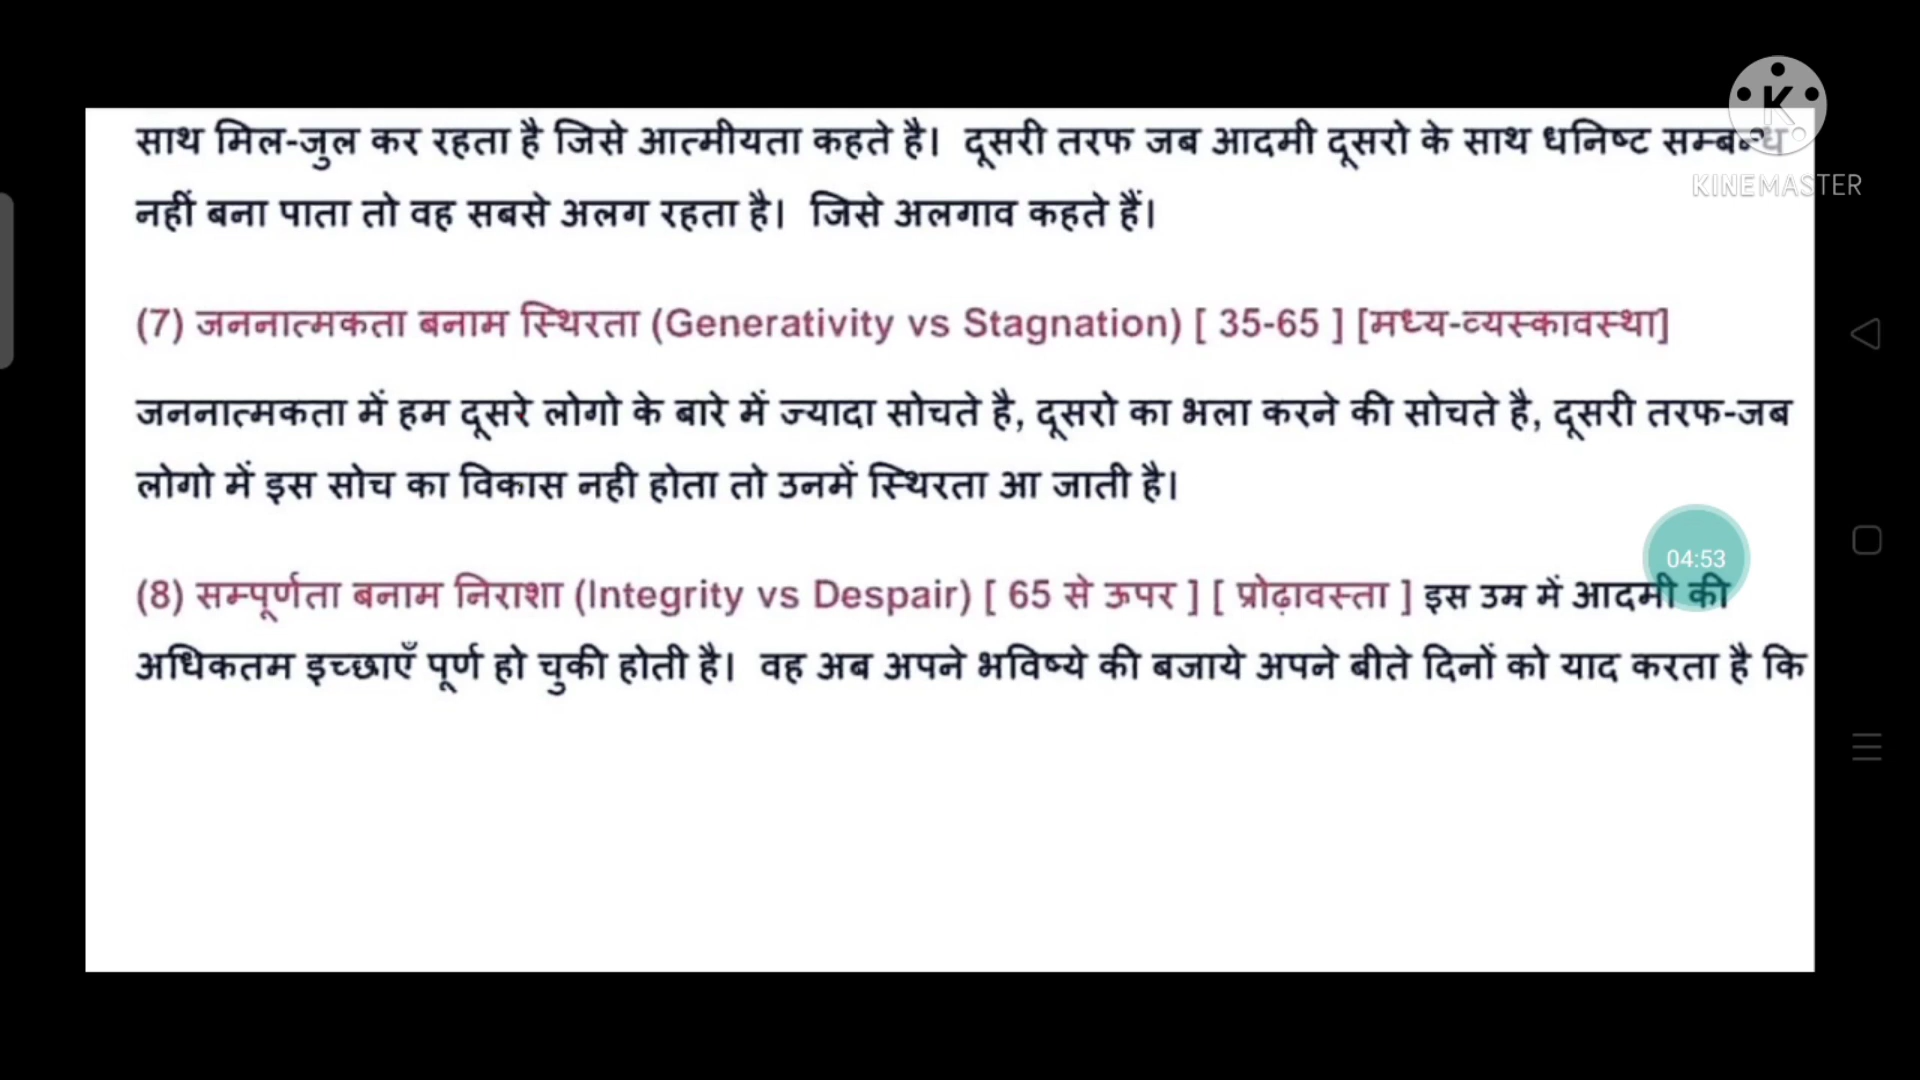 साथ मिल-जुल कर रहता है जिसे आत्मीयता कहते है। दूसरी तरफ जब आदमी दूसरो के साथ धनिष्ट सम्बन्ध
KINEMASTER
नहीं बना पाता तो वह सबसे अलग रहता है। जिसे अलगाव कहते हैं।
(7) जननात्मकता बनाम स्थिरता (Generativity vs Stagnation) [ 35-65 ] [मध्य-व्यस्कावस्था]
जननात्मकता में हम दूसरे लोगो के बारे में ज्यादा सोचते है, दूसरो का भला करने की सोचते है, दूसरी तरफ-जब
लोगो में इस सोच का विकास नही होता तो उनमें स्थिरता आ जाती है।
04:53
(8) सम्पूर्णता बनाम निराशा (Integrity vs Despair) [ 65 से ऊपर ] [ प्रोढ़ावस्ता ] इस उम्र में आदमी की
अधिकतम इच्छाएँ पूर्ण हो चुकी होती है। वह अब अपने भविष्ये की बजाये अपने बीते दिनों को याद करता है कि